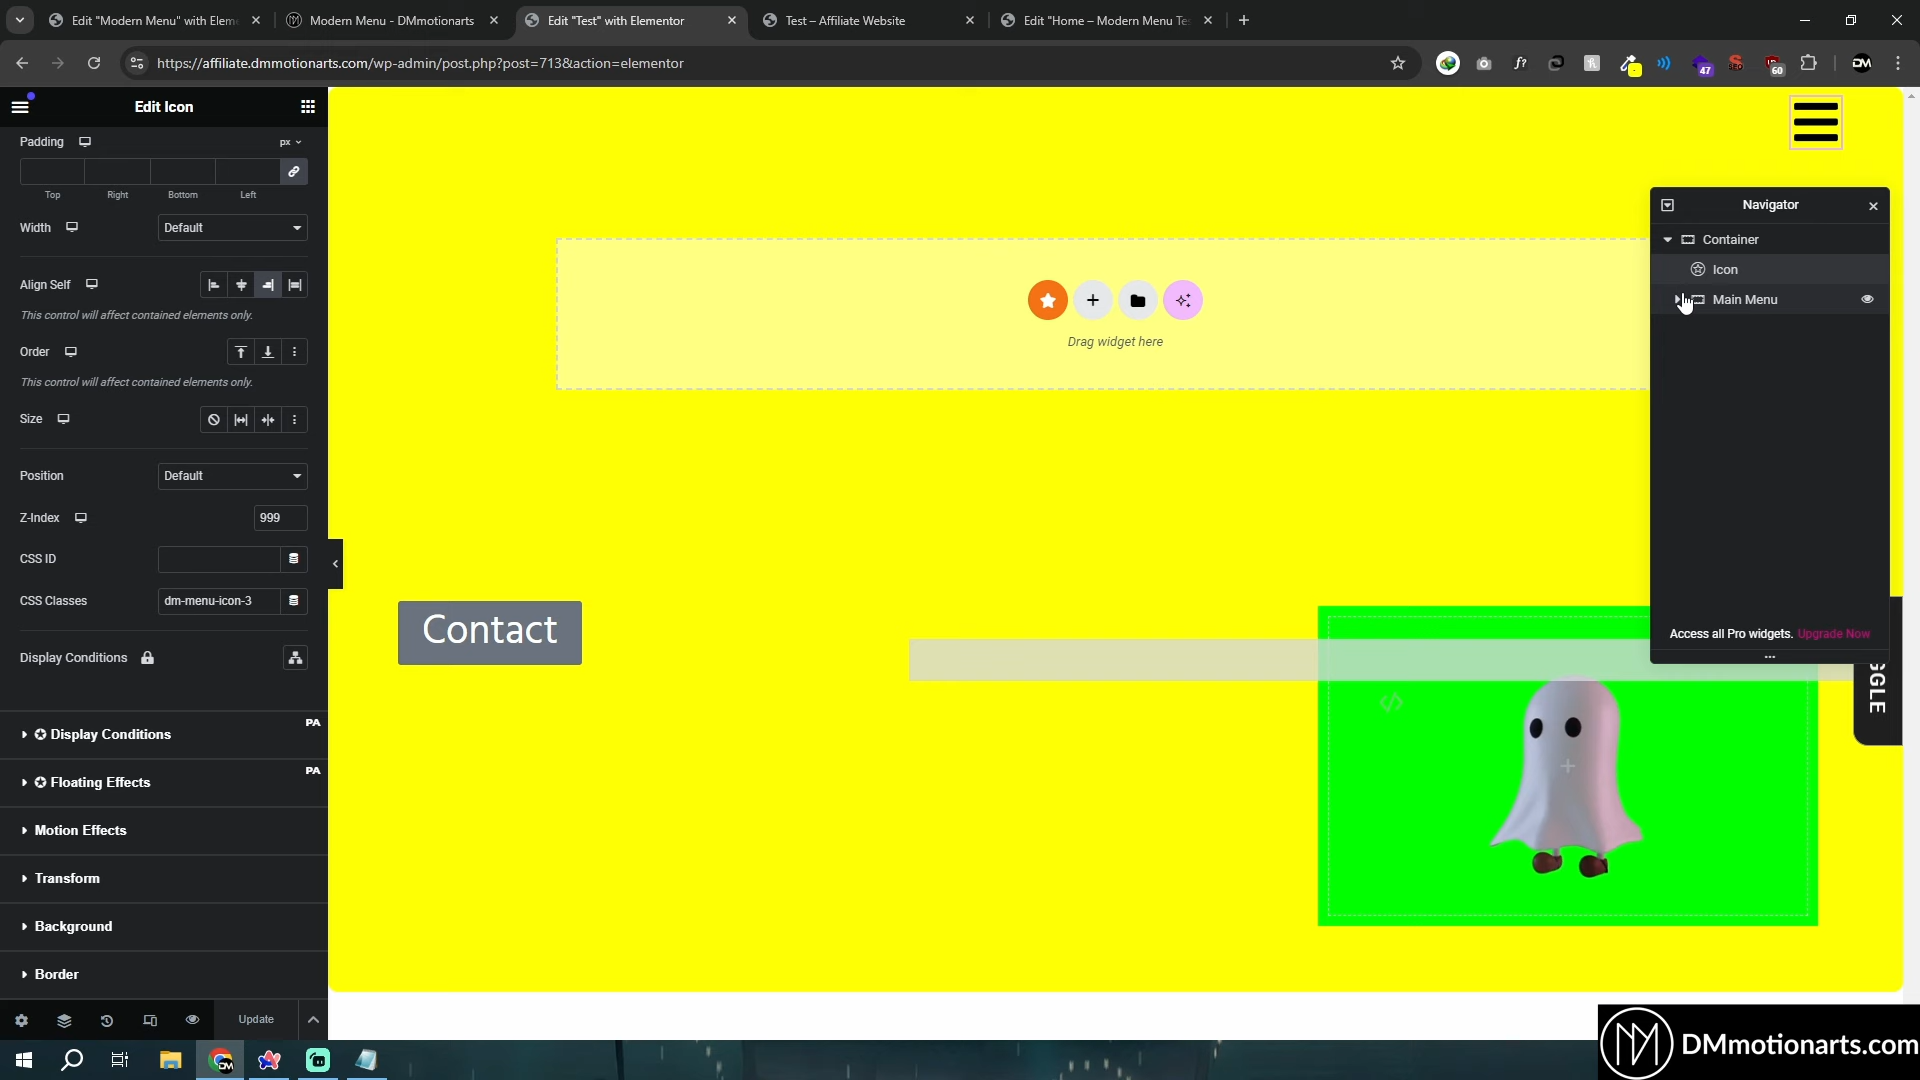 Edit "Modern Menu" with Elem
Modern Menu - DMmotionarts
Edit "Test" with Elementor
Test – Affiliate Website
Edit "Home – Modern Menu Te
https://affiliate.dmmotionarts.com/wp-admin/post.php?post=713&action=elementor
47
60
Edit Icon
Padding
px
Top
Right
Bottom
Left
Width
Default
Align Self
This control will affect contained elements only.
Order
This control will affect contained elements only.
Size
Position
Default
Z-Index
999
CSS ID
CSS Classes
dm-menu-icon-3
Display Conditions
Display Conditions
PA
Floating Effects
PA
Motion Effects
Transform
Background
Border
Update
Drag widget here
Contact
Navigator
Container
Icon
Main Menu
Access all Pro widgets. Upgrade Now
GGLE
DMmotionarts.com